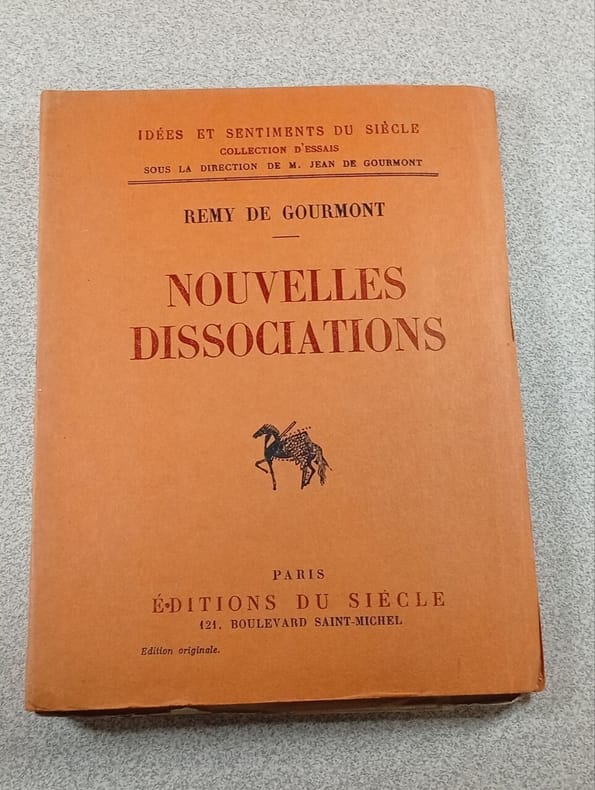 IDÉES ET SENTIMENTS DU SIÈCLE
COLLECTION D'ESSAIS
SOUS LA DIRECTION DE M. JEAN DE GOURMONT
REMY DE GOURMONT
NOUVELLES
DISSOCIATIONS
PARIS
É•DITIONS DU SIÈCLE
121, BOULEVARD SAINT-MICHEL
Edition originale.